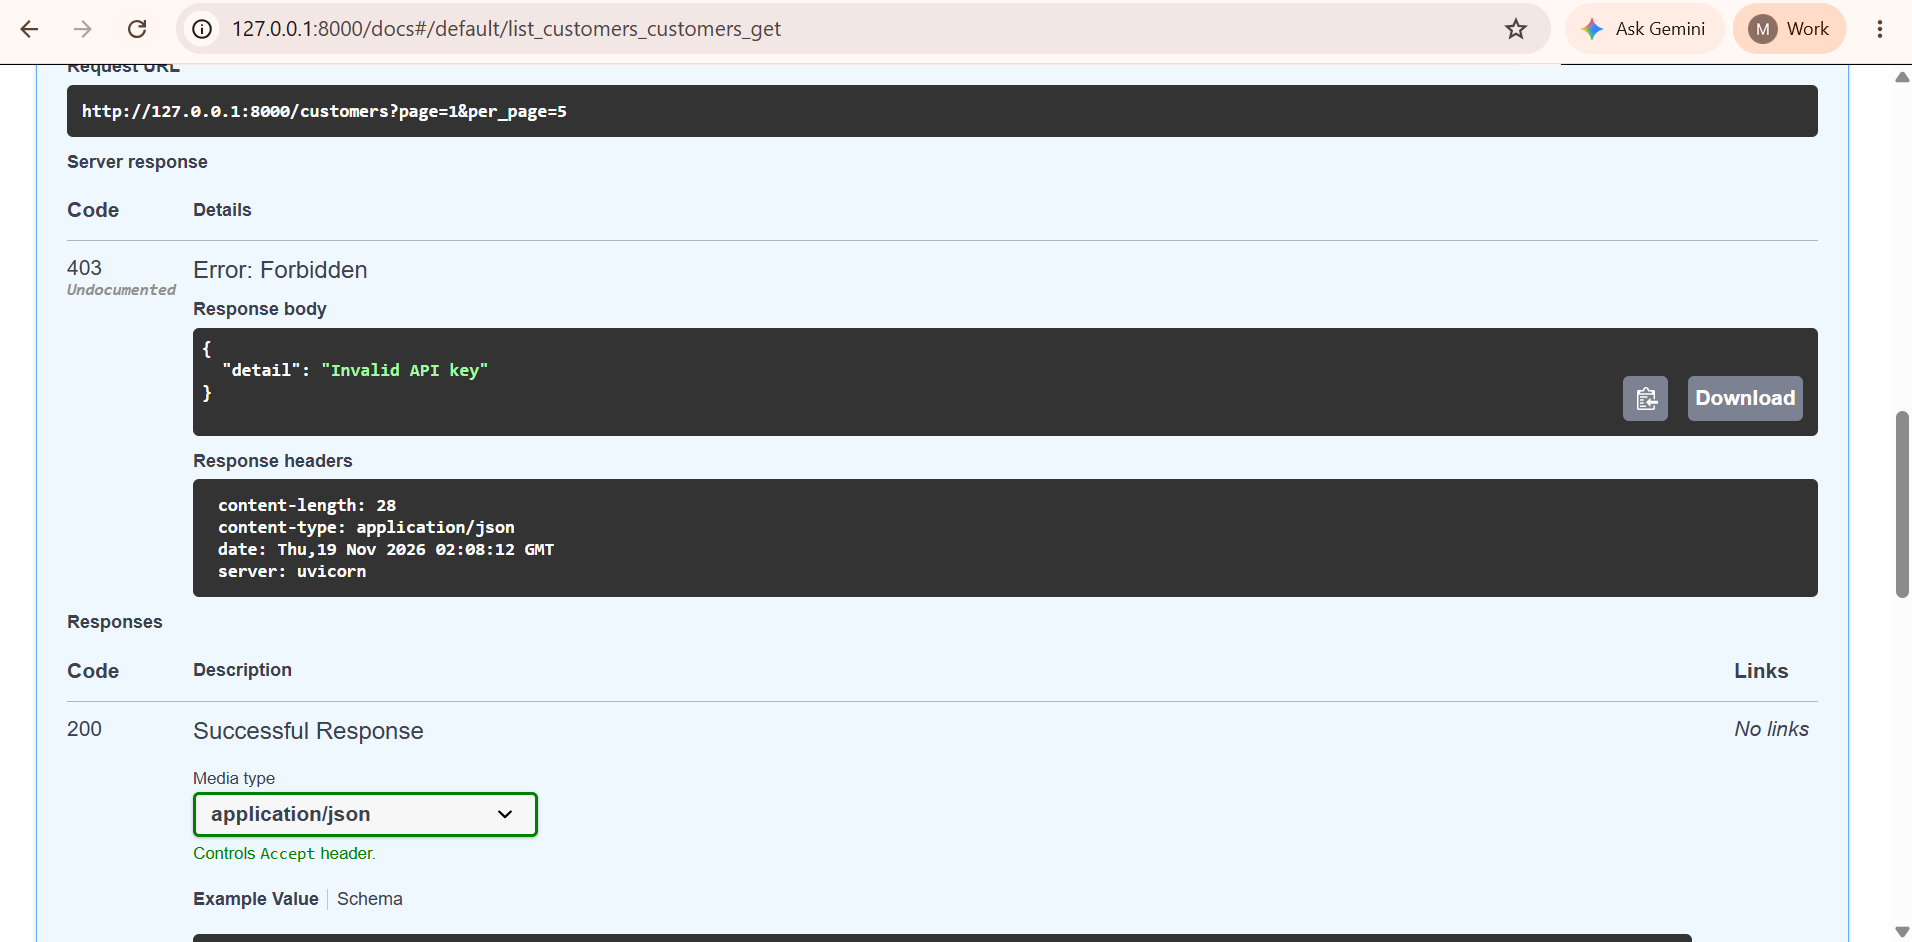 127.0.0.1:8000/docs#/default/list_customers_customers_get
Ask Gemini
M
Work
Request URL
http://127.0.0.1:8000/customers?page=1&per_page=5
Server response
Code
Details
403
Undocumented
Error: Forbidden
Response body
{
"detail": "Invalid API key"
}
Download
Response headers
content-length: 28
content-type: application/json
date: Thu,19 Nov 2026 02:08:12 GMT
server: uvicorn
Responses
Code
Description
Links
200
Successful Response
No links
Media type
application/json
Controls Accept header.
Example Value
Schema